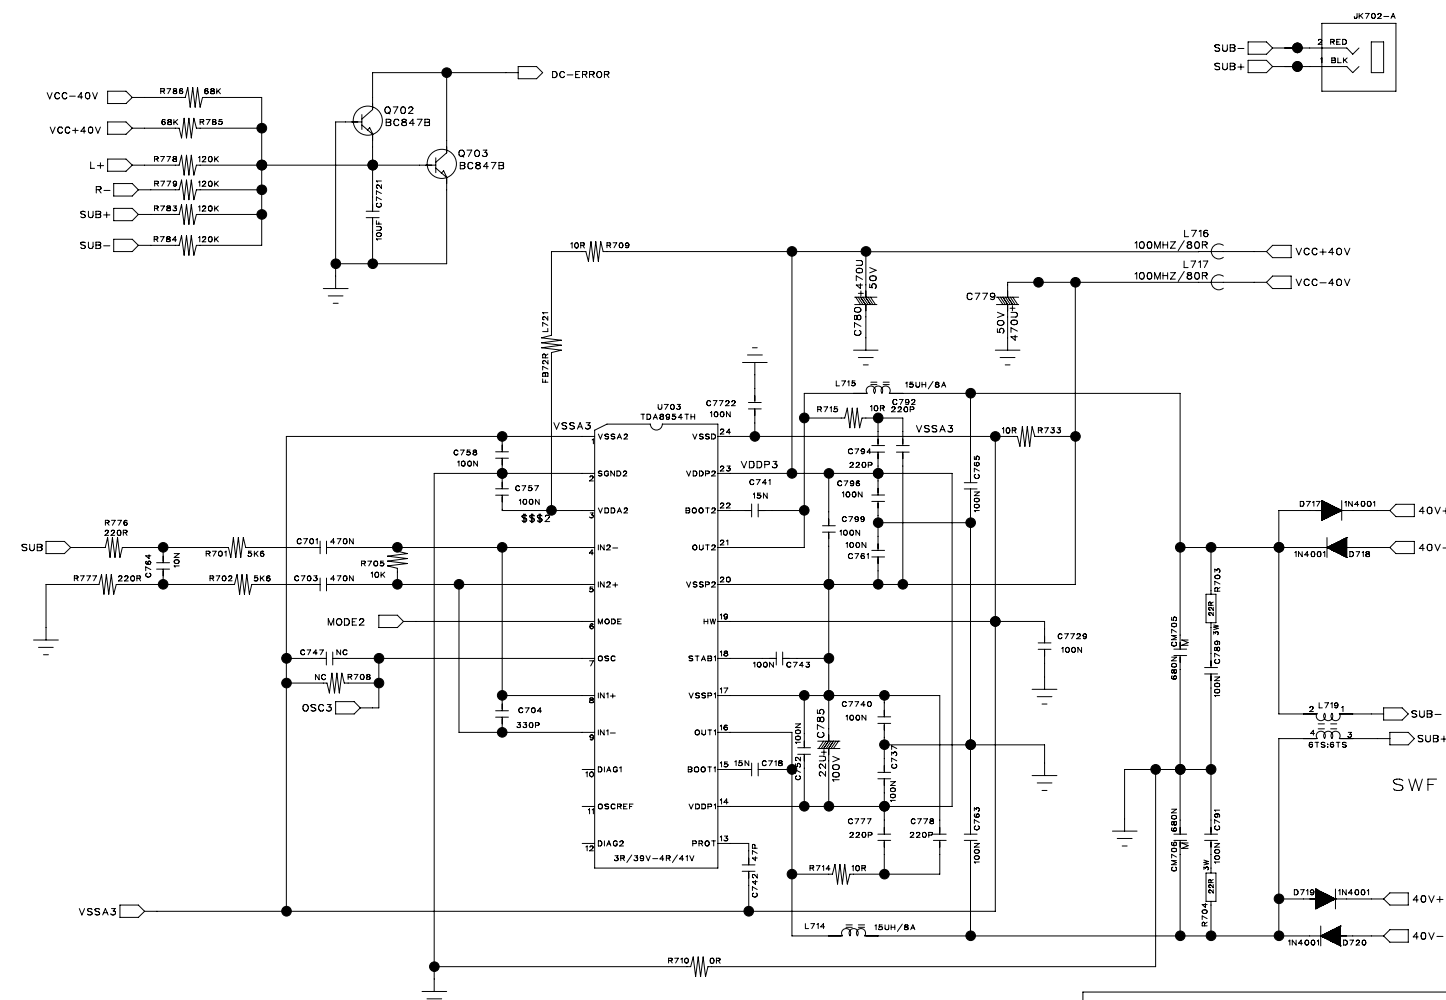 JK702-A
SUB-
2 RED
SUB+
1 BLK
DC-ERROR
VCC-40V
R786 68K
VCC+40V
68K R785
Q702
BC847B
L+
R778 120K
Q703
BC847B
R-
R779 120K
SUB+
R783 120K
SUB-
R784 120K
C7721
10UF
10R R709
L716
100MHZ/80R
VCC+40V
L717
100MHZ/80R
VCC-40V
C780 +470U
50V
C779
50V
470U+
FB72R L721
L715 15UH/8A
C7722
100N
R715 10R
C792
220P
U703
TDA8954TH
VSSA3
VSSA3
10R R733
1 VSSA2
VSSD 24
C758
100N
C794
220P
C765
100N
2 SGND2
VDDP2 23
VDDP3
C757
100N
$$$2
3 VDDA2
BOOT2 22
C741
15N
C796
100N
C799
100N
100N
C761
D717 1N4001
40V+
SUB
R776
220R
C764
10N
R701 5K6
C701 470N
R705
10K
4 IN2-
OUT2 21
1N4001 D718
40V-
R777 220R
R702 5K6
C703 470N
5 IN2+
VSSP2 20
R703
22R
3W
MODE2
6 MODE
HW 19
C7729
100N
CM705
680N
M
C789
100N
C747 NC
7 OSC
STAB1 18
100N C743
NC R708
OSC3
8 IN1+
VSSP1 17
C704
330P
C7740
100N
2 L719 1
SUB-
9 IN1-
OUT1 16
C752 100N
22U+ C785
100V
4 3
6TS:6TS
SUB+
10 DIAG1
BOOT1 15
15N C718
C737
100N
SWF
11 OSCREF
VDDP1 14
C777
220P
C778
220P
C763
100N
CM706 680N
M
C791
100N
12 DIAG2
PROT 13
3R/39V-4R/41V
47P
C742
R714 10R
3W
22R
R704
D719 1N4001
40V+
VSSA3
L714 15UH/8A
1N4001 D720
40V-
R710 0R